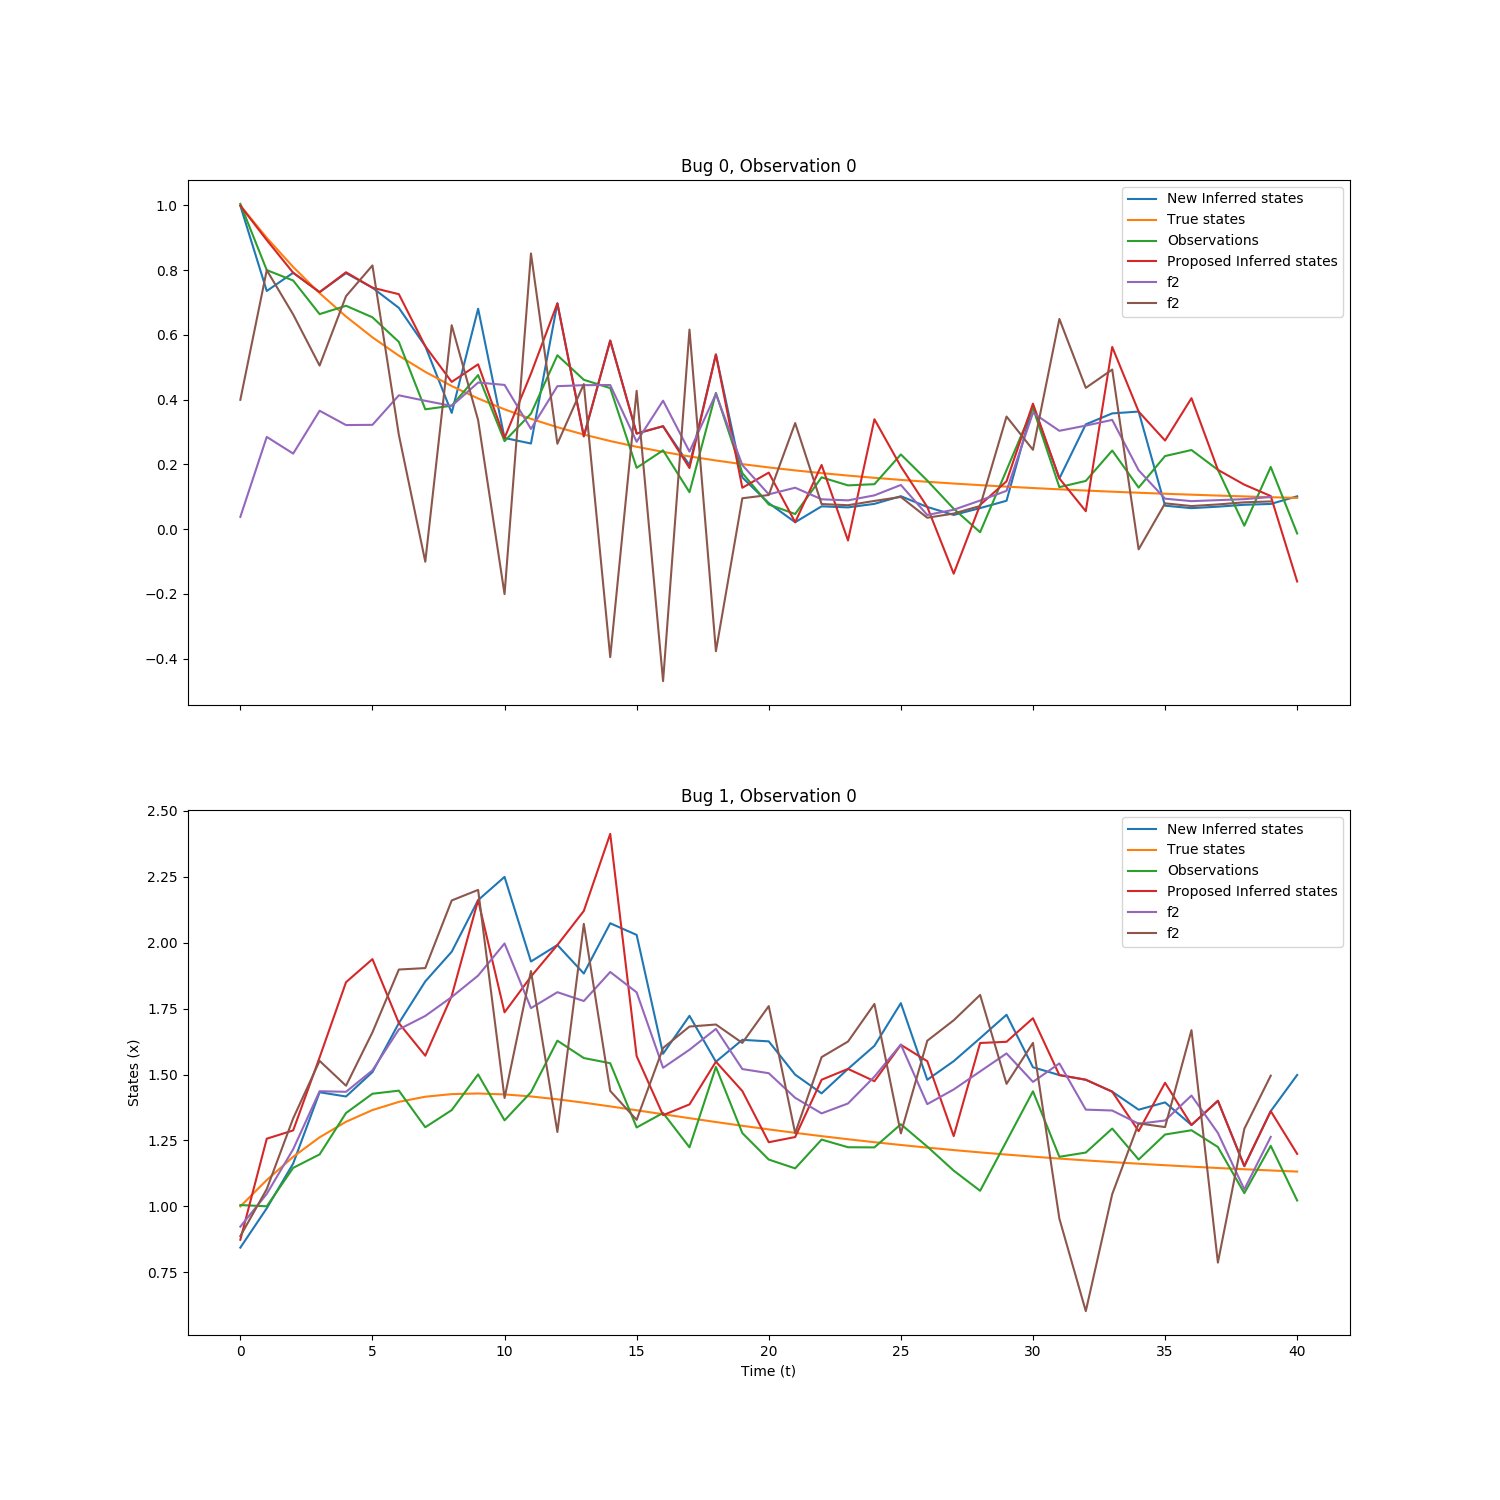 Bug 0, Observation 0
1.0
0.8
0.6
0.4
0.2
0.0
−0.2
−0.4
New Inferred states
True states
Observations
Proposed Inferred states
f2
f2
Bug 1, Observation 0
2.50
2.25
2.00
1.75
1.50
1.25
1.00
0.75
States (x)
New Inferred states
True states
Observations
Proposed Inferred states
f2
f2
0 5 10 15 20 25 30 35 40
Time (t)